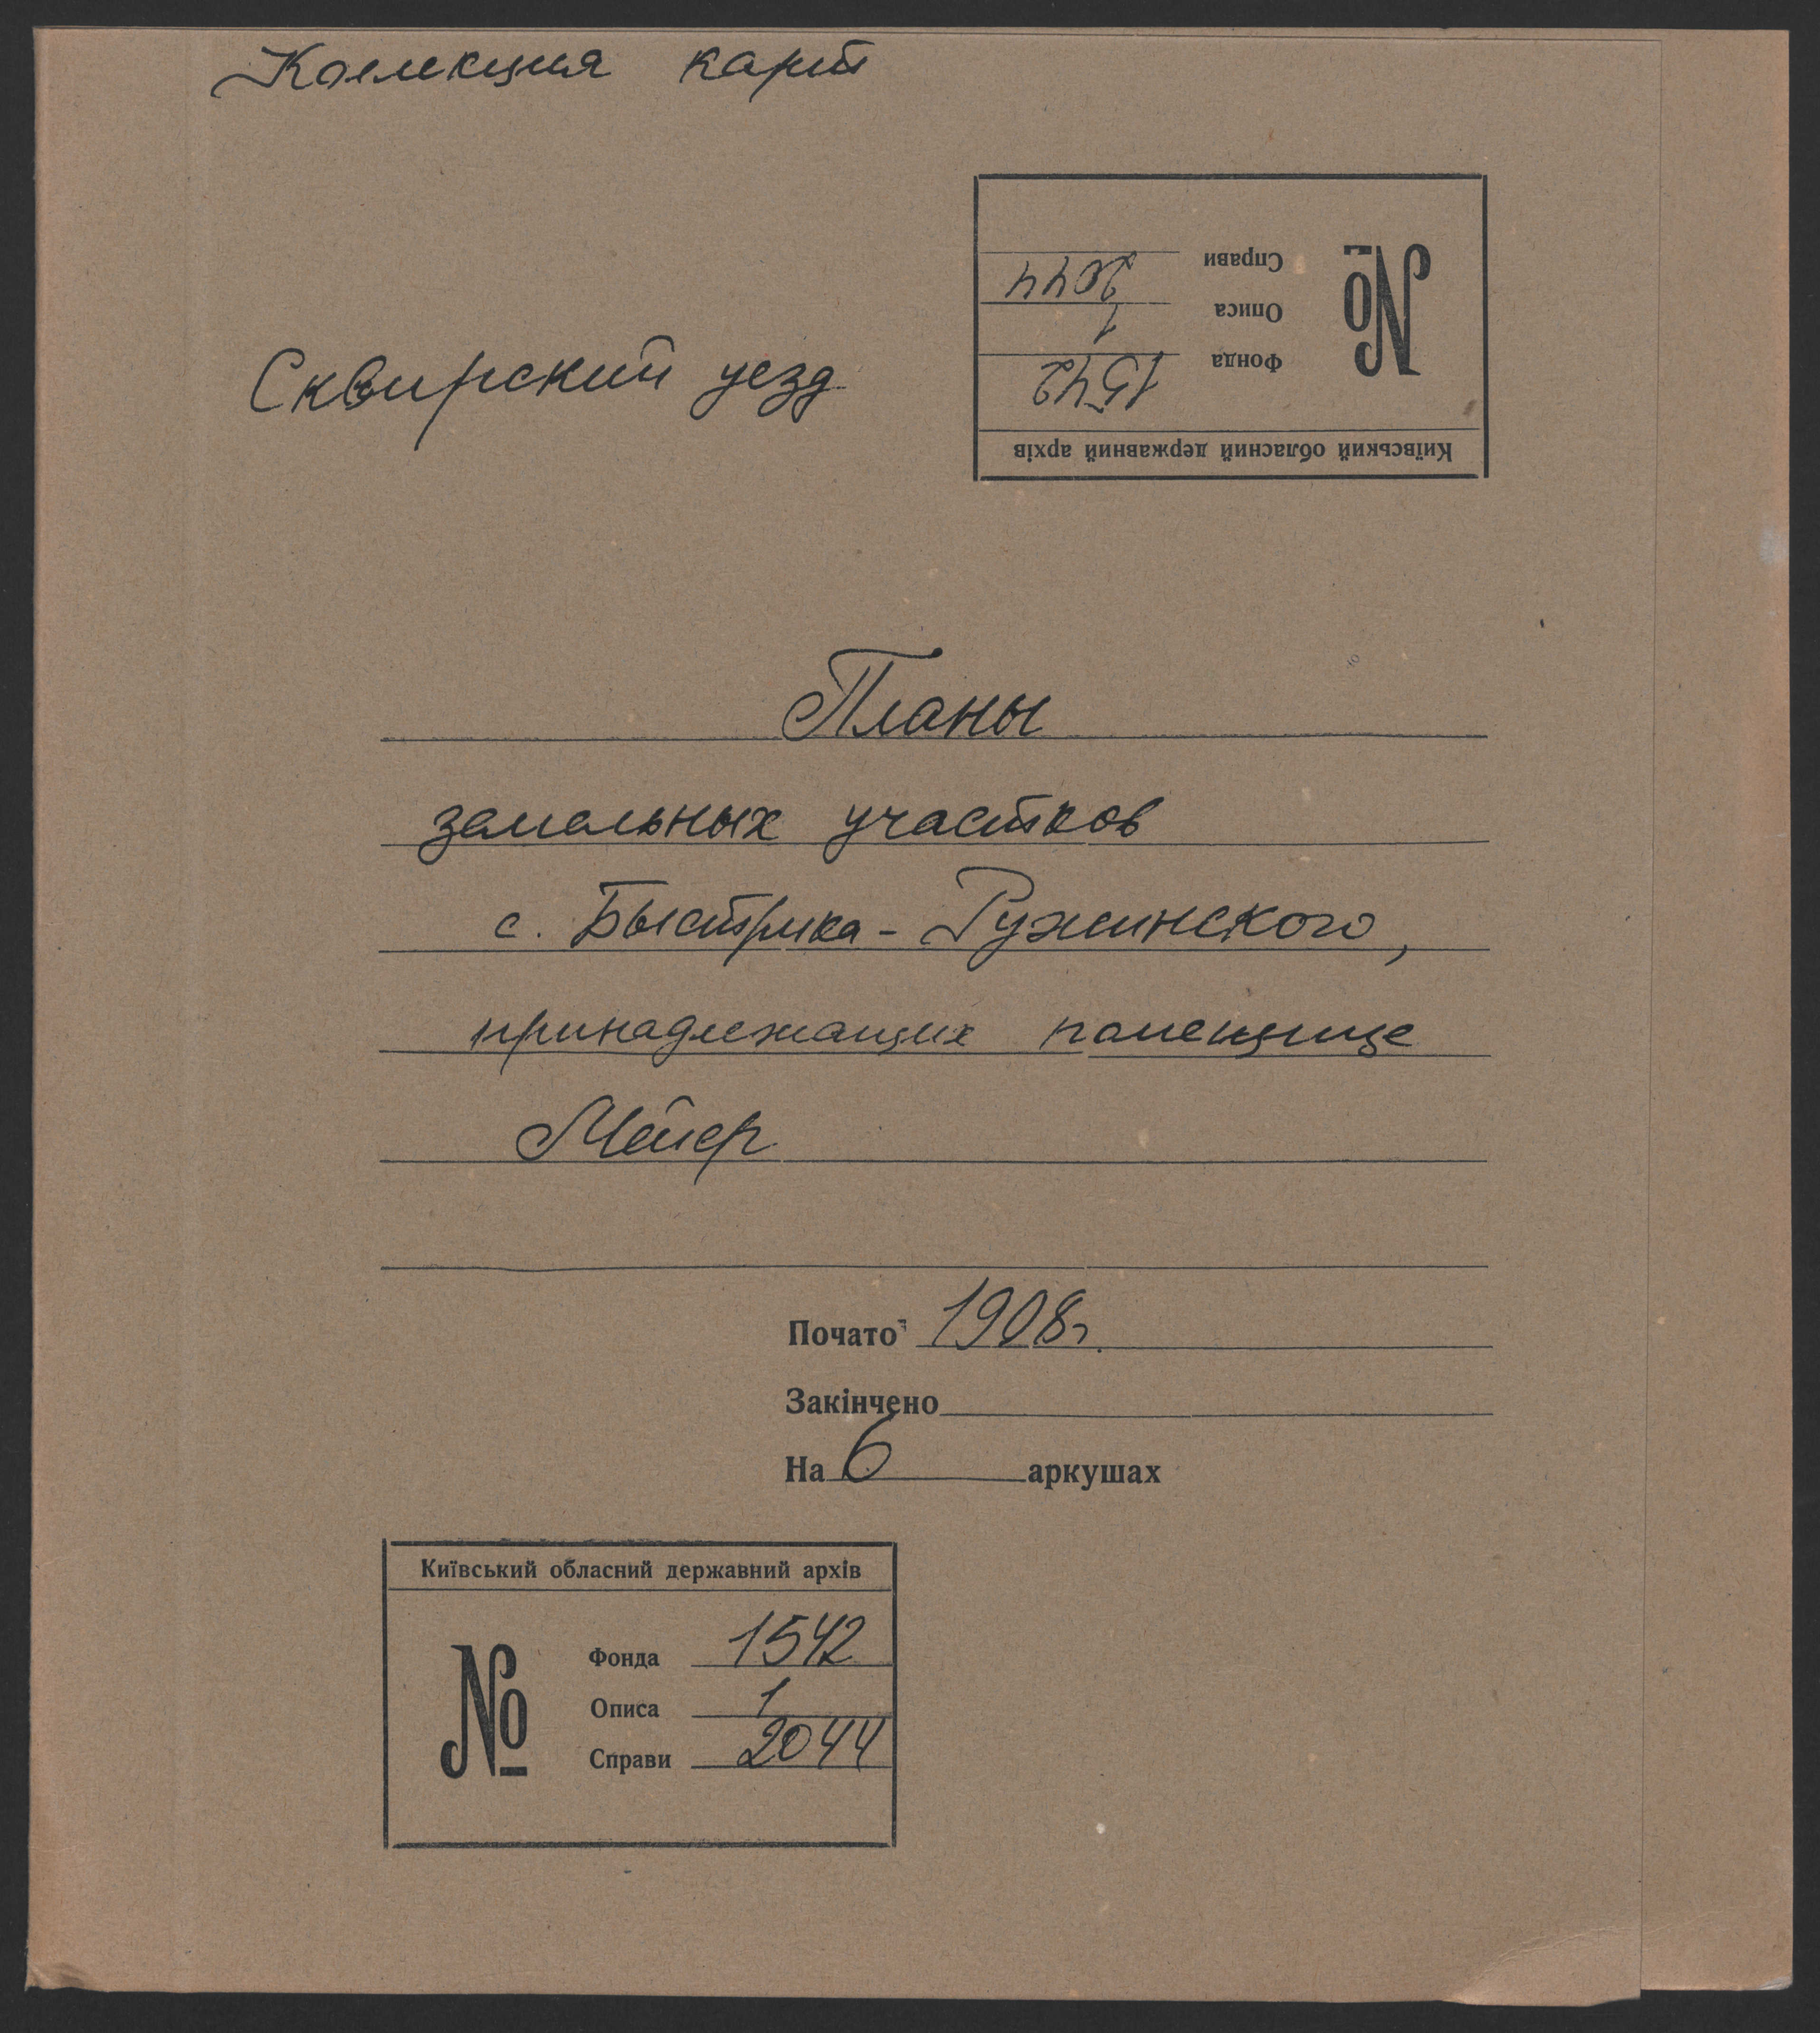 Коллекция карт
Киïвський обласний державний архів
№
Фонда 1542
Описа 1
Справи 2044
Сквирский уезд
Планы
земельных участков
с. Быстрика - Ружинского,
принадлежащих помещице
Мейер
Почато 1908г.
Закінчено
На 6 аркушах
Київський обласний державний архів
№
Фонда 1542
Описа 1
Справи 2044